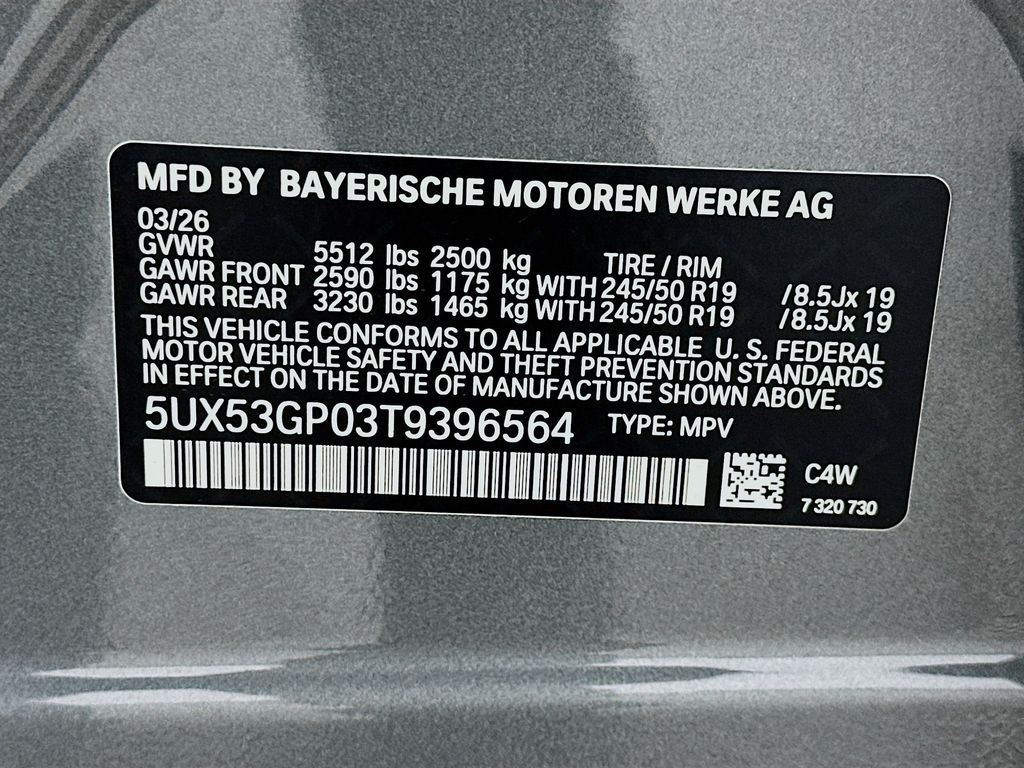 MFD BY BAYERISCHE MOTOREN WERKE AG
03/26
GVWR 5512 lbs 2500 kg TIRE / RIM
GAWR FRONT 2590 lbs 1175 kg WITH 245/50 R19 /8.5Jx 19
GAWR REAR 3230 lbs 1465 kg WITH 245/50 R19 /8.5Jx 19
THIS VEHICLE CONFORMS TO ALL APPLICABLE U. S. FEDERAL
MOTOR VEHICLE SAFETY AND THEFT PREVENTION STANDARDS
IN EFFECT ON THE DATE OF MANUFACTURE SHOWN ABOVE.
5UX53GP03T9396564 TYPE: MPV
C4W
7 320 730